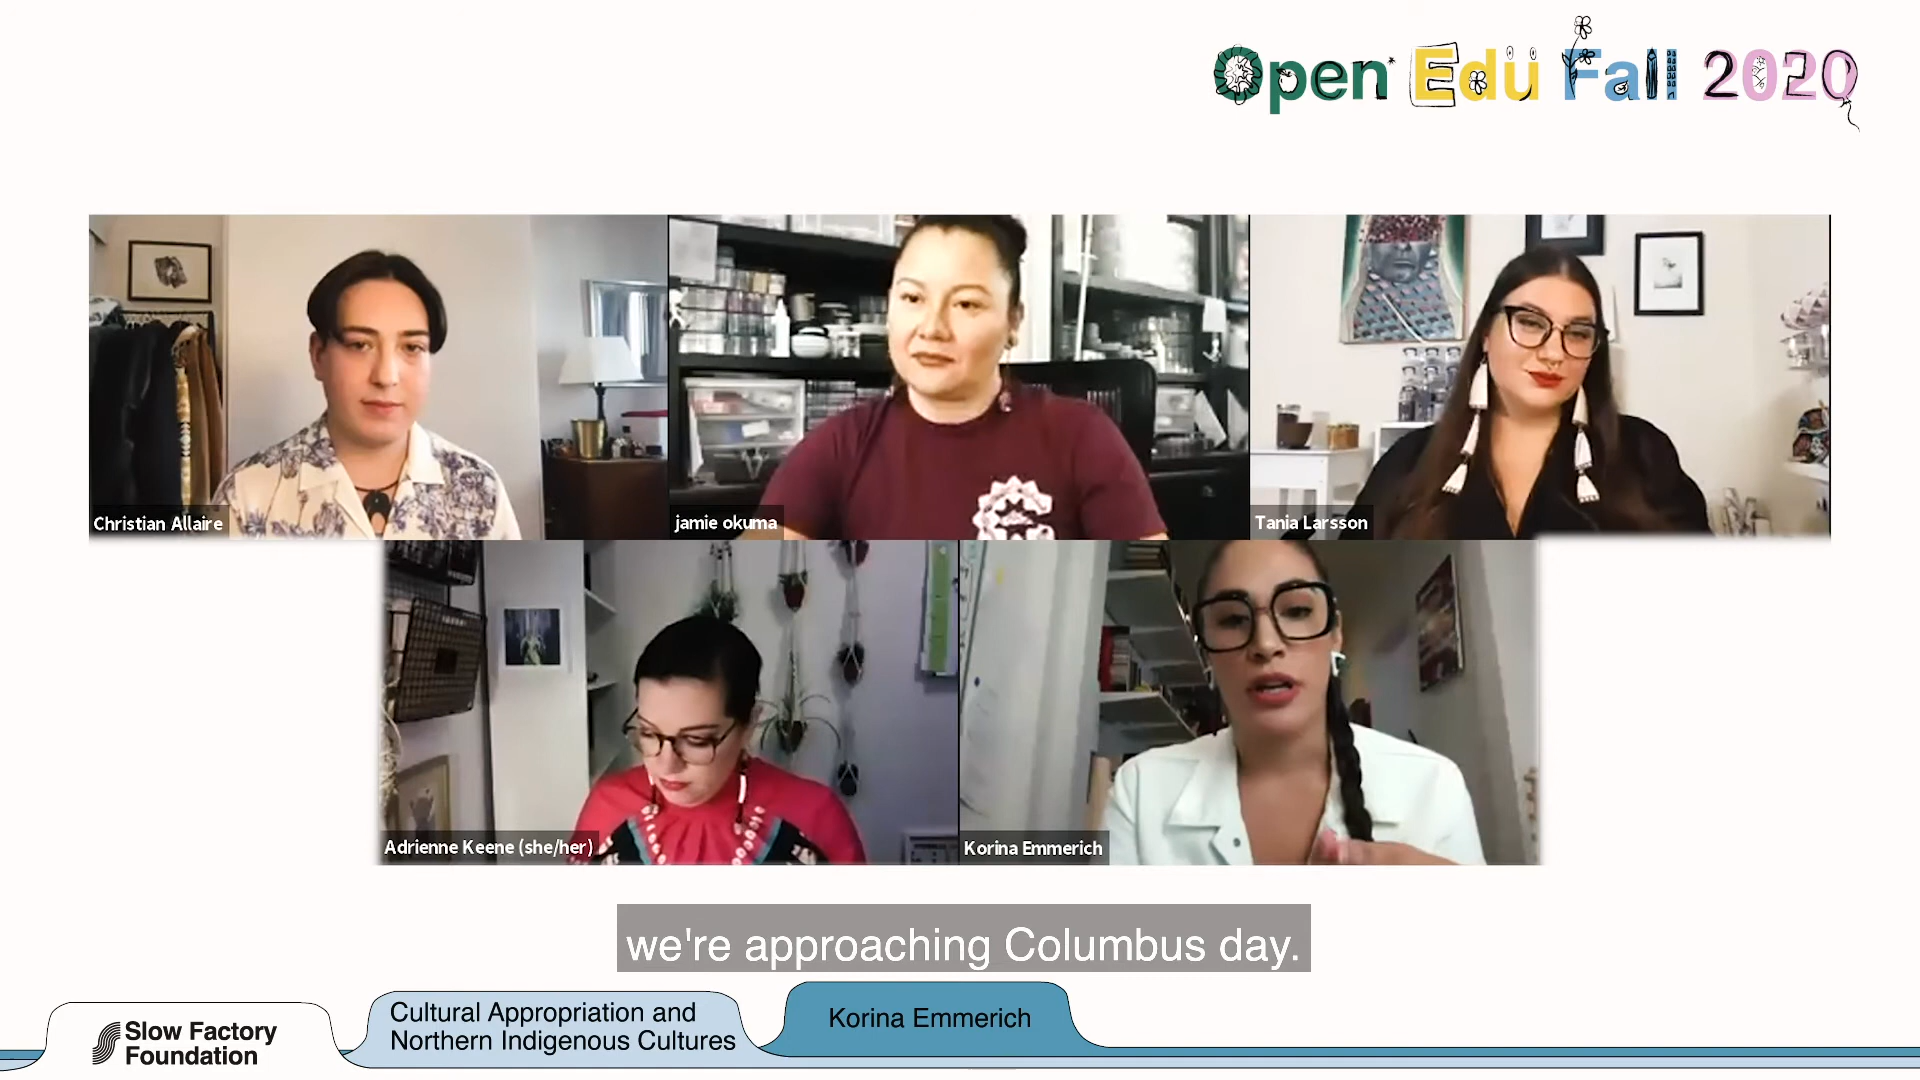 Open Edu Fall 2020
Christian Allaire
jamie okuma
Tania Larsson
Adrienne Keene (she/her)
Korina Emmerich
we're approaching Columbus day.
Slow Factory
Foundation
Cultural Appropriation and
Northern Indigenous Cultures
Korina Emmerich